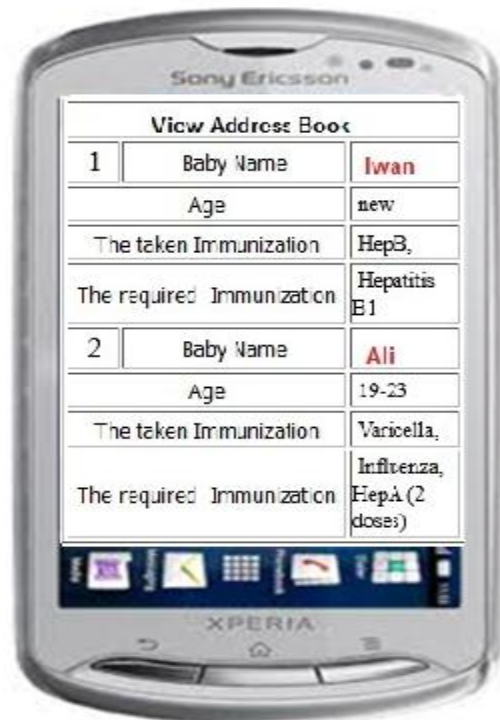 Sony Ericsson
View Address Book
1 Baby Name Iwan
Age new
The taken Immunization HepB,
The required Immunization Hepatitis
B1
2 Baby Name Ali
Age 19-23
The taken Immunization Varicella,
The required Immunization Influenza,
HepA (2
doses)
XPERIA